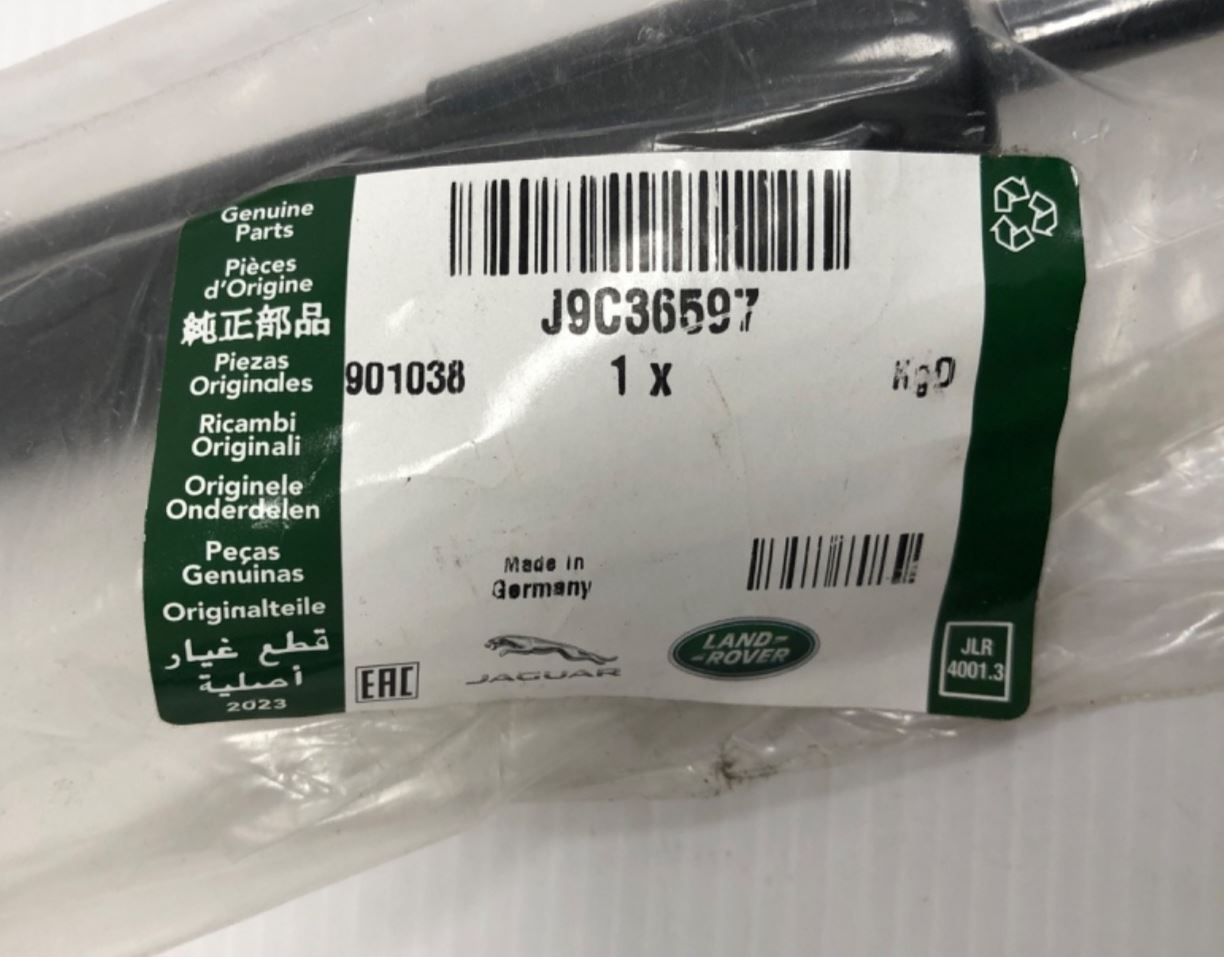 Genuine
Parts
Pièces
d'Origine
純正部品
Piezas
Originales
Ricambi
Originali
Originele
Onderdelen
Peças
Genuinas
Originalteile
قطع غيار
أصلية
2023
J9C36597
901038 1 x KgD
Made in
Germany
EAC
JAGUAR
LAND-
-ROVER
JLR
4001.3